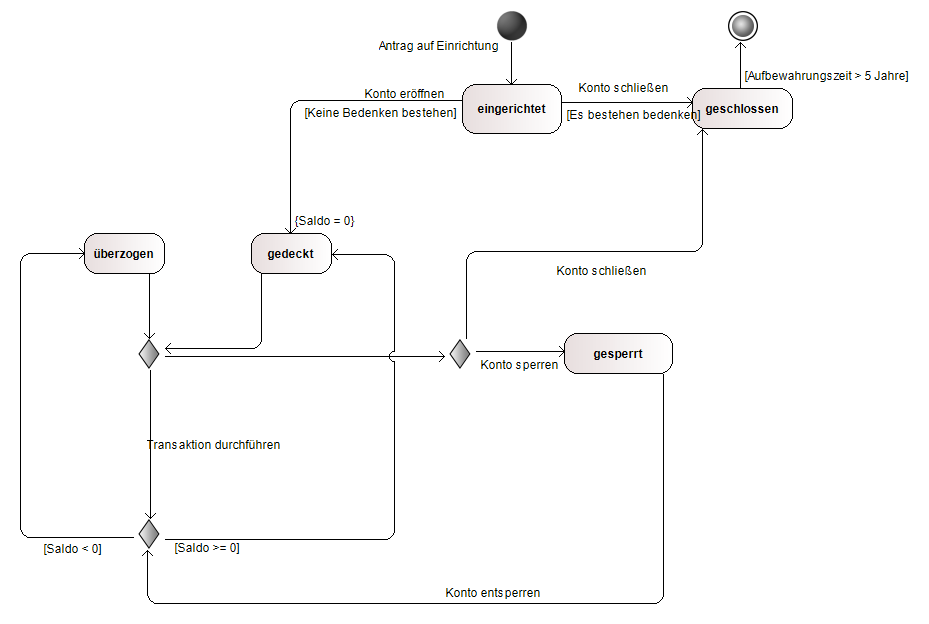 Antrag auf Einrichtung
[Aufbewahrungszeit > 5 Jahre]
Konto eröffnen
eingerichtet
Konto schließen
geschlossen
[Keine Bedenken bestehen]
[Es bestehen bedenken]
{Saldo = 0}
überzogen
gedeckt
Konto schließen
gesperrt
Konto sperren
Transaktion durchführen
[Saldo < 0]
[Saldo >= 0]
Konto entsperren